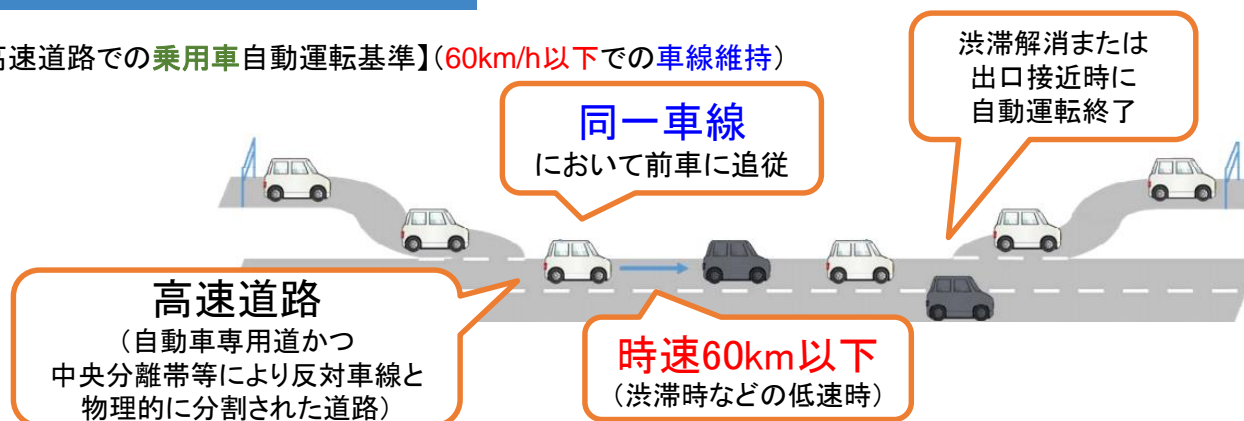 高速道路での乗用車自動運転基準】(60km/h以下での車線維持)
渋滞解消または
出口接近時に
自動運転終了
同一車線
において前車に追従
高速道路
(自動車専用道かつ
中央分離帯等により反対車線と
物理的に分割された道路)
時速60km以下
(渋滞時などの低速時)